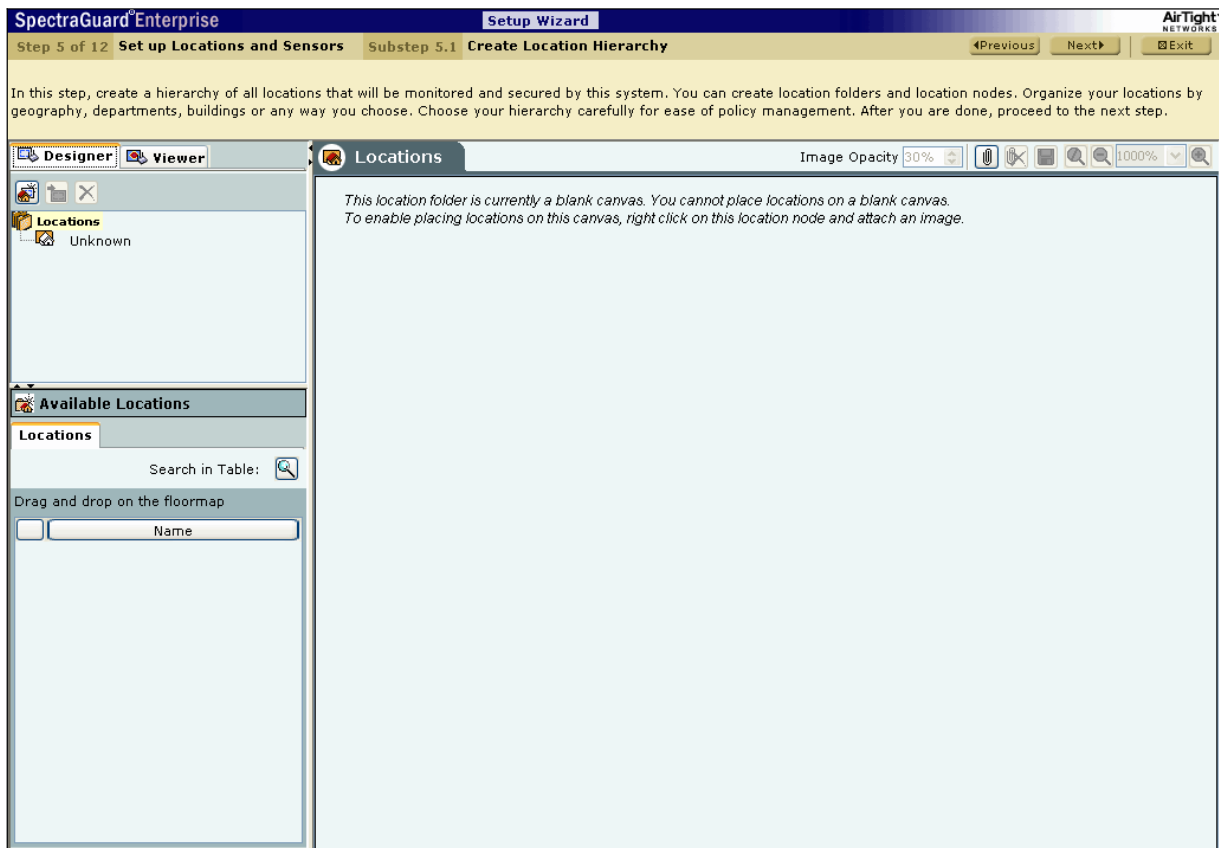 SpectraGuard®Enterprise Setup Wizard AirTight NETWORKS
Step 5 of 12 Set up Locations and Sensors Substep 5.1 Create Location Hierarchy Previous Next Exit
In this step, create a hierarchy of all locations that will be monitored and secured by this system. You can create location folders and location nodes. Organize your locations by
geography, departments, buildings or any way you choose. Choose your hierarchy carefully for ease of policy management. After you are done, proceed to the next step.
Designer Viewer Locations Image Opacity 30% 1000%
This location folder is currently a blank canvas. You cannot place locations on a blank canvas.
To enable placing locations on this canvas, right click on this location node and attach an image.
Locations
Unknown
Available Locations
Locations
Search in Table:
Drag and drop on the floormap
Name